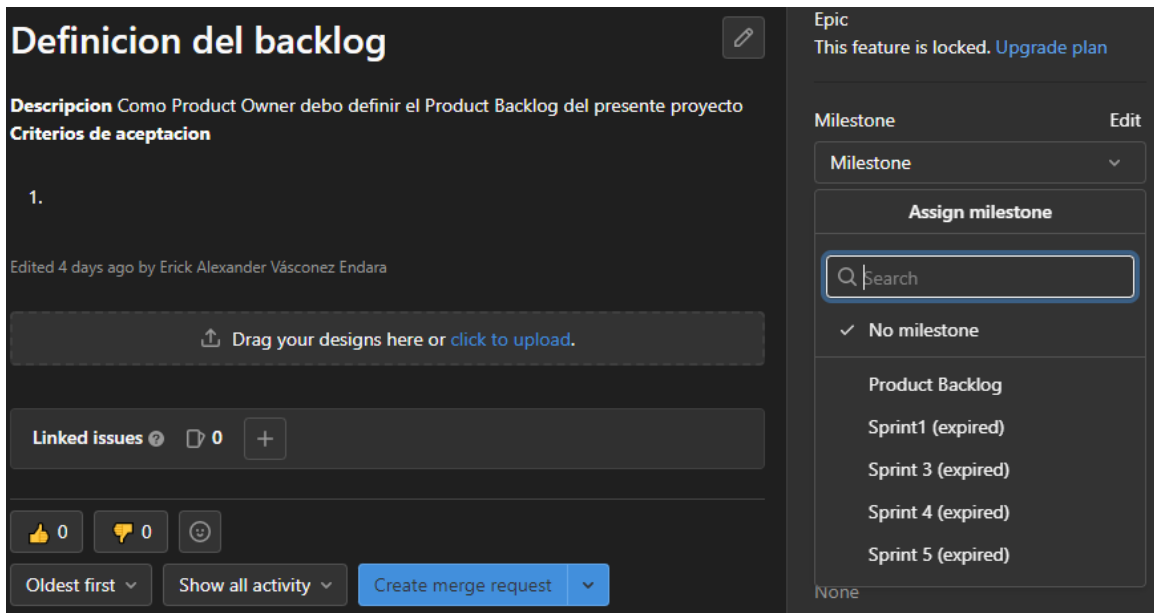 Definicion del backlog
Descripcion Como Product Owner debo definir el Product Backlog del presente proyecto
Criterios de aceptacion
1.
Edited 4 days ago by Erick Alexander Vásconez Endara
Drag your designs here or click to upload.
Linked issues ? 0 +
0 0
Oldest first Show all activity Create merge request
Epic
This feature is locked. Upgrade plan
Milestone Edit
Milestone
Assign milestone
Search
No milestone
Product Backlog
Sprint1 (expired)
Sprint 3 (expired)
Sprint 4 (expired)
Sprint 5 (expired)
None